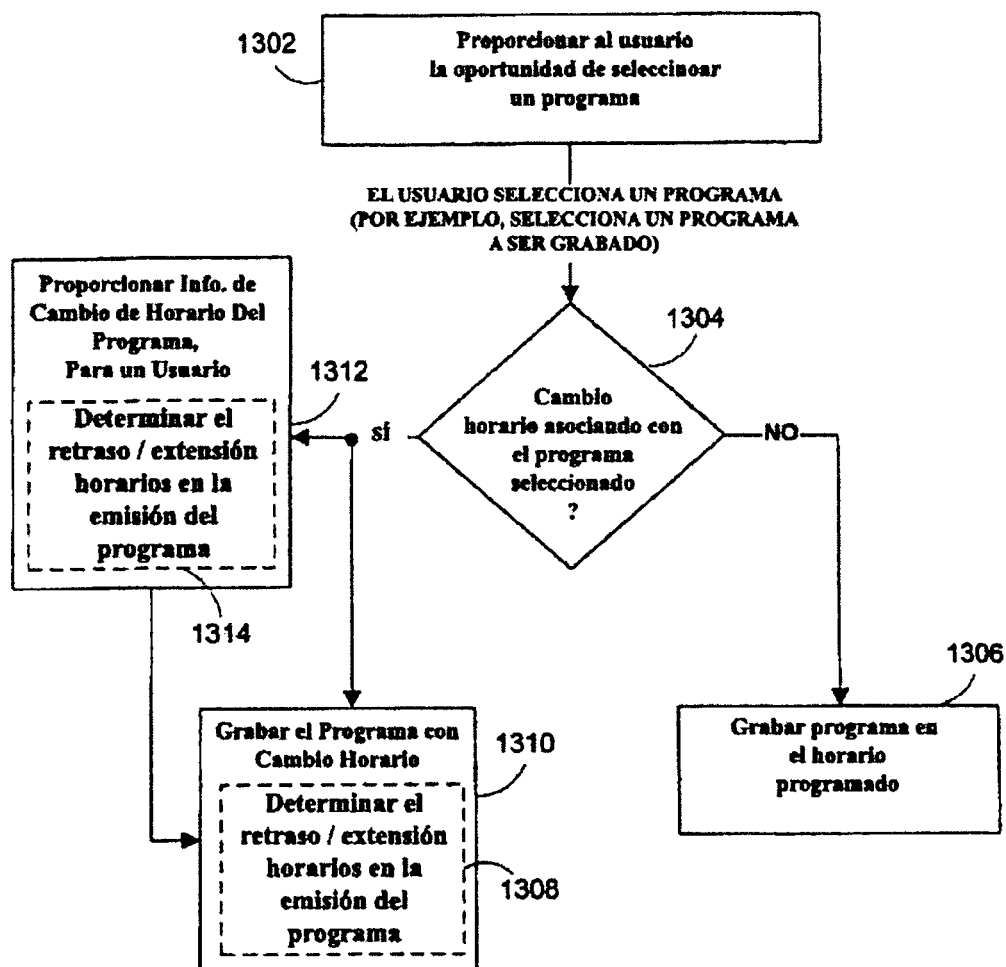 1302
Proporcionar al usuario
la oportunidad de seleccinoar
un programa
EL USUARIO SELECCIONA UN PROGRAMA
(POR EJEMPLO, SELECCIONA UN PROGRAMA
A SER GRABADO)
1304
Cambio
horario asociando con
el programa
seleccionado
?
sí
NO
Proporcionar Info. de
Cambio de Horario Del
Programa,
Para un Usuario
1312
Determinar el
retraso / extensión
horarios en la
emisión del
programa
1314
1306
Grabar programa en
el horario
programado
Grabar el Programa con
Cambio Horario
1310
Determinar el
retraso / extensión
horarios en la
emisión del
programa
1308